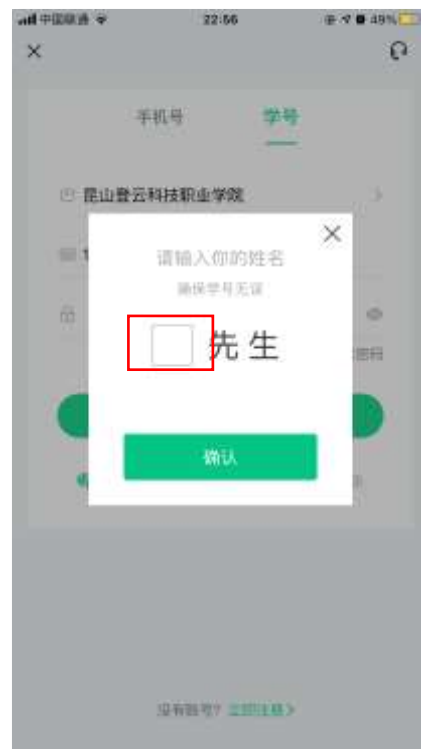 中国联通 22:56 49%
手机号 学号
昆山登云科技职业学院
请输入你的姓名
确保学号无误
先生
密码
确认
没有账号？立即注册>